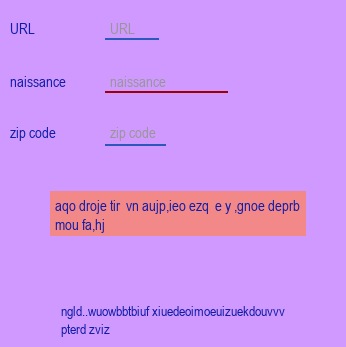 URL URL
naissance naissance
zip code zip code
aqo droje tir vn aujp,ieo ezq e y ,gnoe deprb
mou fa,hj
ngld..wuowbbtbiuf xiuedeoimoeuizuekdouvvv
pterd zviz